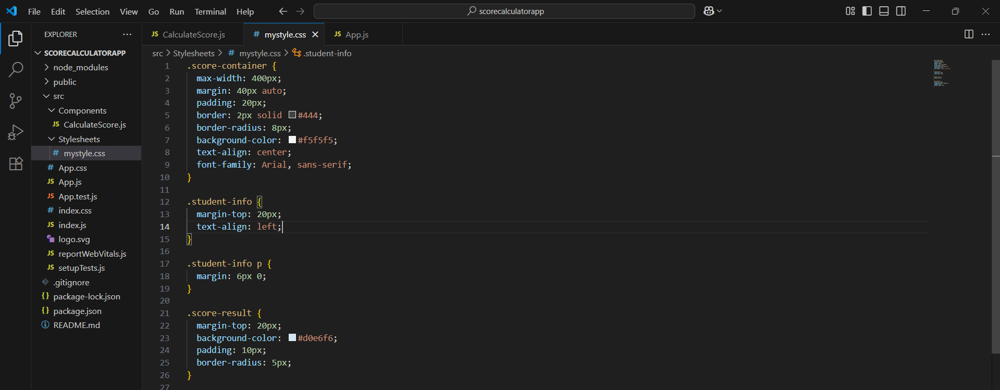 File Edit Selection View Go Run Terminal Help
scorecalculatorapp
EXPLORER
SCORECALCULATORAPP
node_modules
public
src
Components
JS CalculateScore.js
Stylesheets
# mystyle.css
# App.css
JS App.js
JS App.test.js
# index.css
JS index.js
logo.svg
JS reportWebVitals.js
JS setupTests.js
.gitignore
{} package-lock.json
{} package.json
README.md
JS CalculateScore.js # mystyle.css JS App.js
src > Stylesheets > # mystyle.css > .student-info
1 .score-container {
2 max-width: 400px;
3 margin: 40px auto;
4 padding: 20px;
5 border: 2px solid #444;
6 border-radius: 8px;
7 background-color: #f5f5f5;
8 text-align: center;
9 font-family: Arial, sans-serif;
10 }
11
12 .student-info {
13 margin-top: 20px;
14 text-align: left;
15 }
16
17 .student-info p {
18 margin: 6px 0;
19 }
20
21 .score-result {
22 margin-top: 20px;
23 background-color: #d0e6f6;
24 padding: 10px;
25 border-radius: 5px;
26 }
27